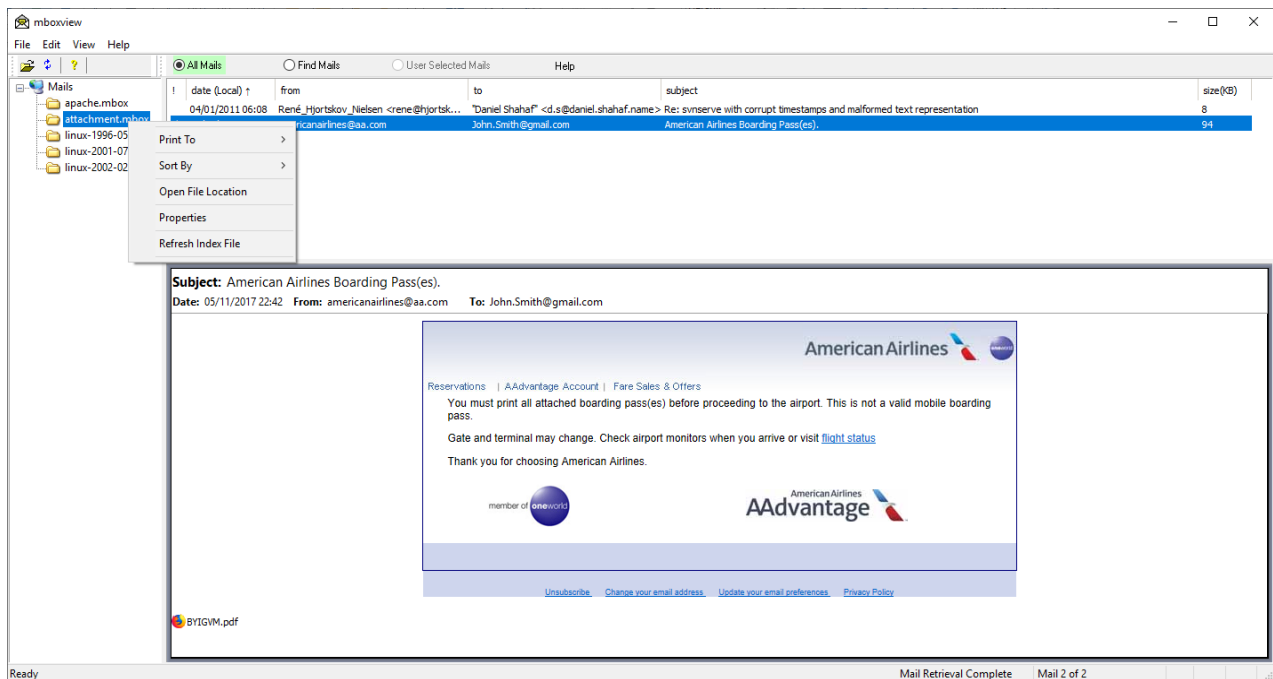 mboxview
File Edit View Help
All Mails Find Mails User Selected Mails Help
Mails
apache.mbox
attachment.mbox
linux-1996-05
linux-2001-07
linux-2002-02
! date (Local) ↑ from to subject size(KB)
04/01/2011 06:08 René_Hjortskov_Nielsen <rene@hjortsk... "Daniel Shahaf" <d.s@daniel.shahaf.name> Re: svnserve with corrupt timestamps and malformed text representation 8
ricanairlines@aa.com John.Smith@gmail.com American Airlines Boarding Pass(es). 94
Print To
Sort By
Open File Location
Properties
Refresh Index File
Subject: American Airlines Boarding Pass(es).
Date: 05/11/2017 22:42 From: americanairlines@aa.com To: John.Smith@gmail.com
American Airlines
Reservations | AAdvantage Account | Fare Sales & Offers
You must print all attached boarding pass(es) before proceeding to the airport. This is not a valid mobile boarding
pass.
Gate and terminal may change. Check airport monitors when you arrive or visit flight status
Thank you for choosing American Airlines.
member of oneworld
American Airlines
AAdvantage
Unsubscribe Change your email address Update your email preferences Privacy Policy
BYIGVM.pdf
Ready Mail Retrieval Complete Mail 2 of 2